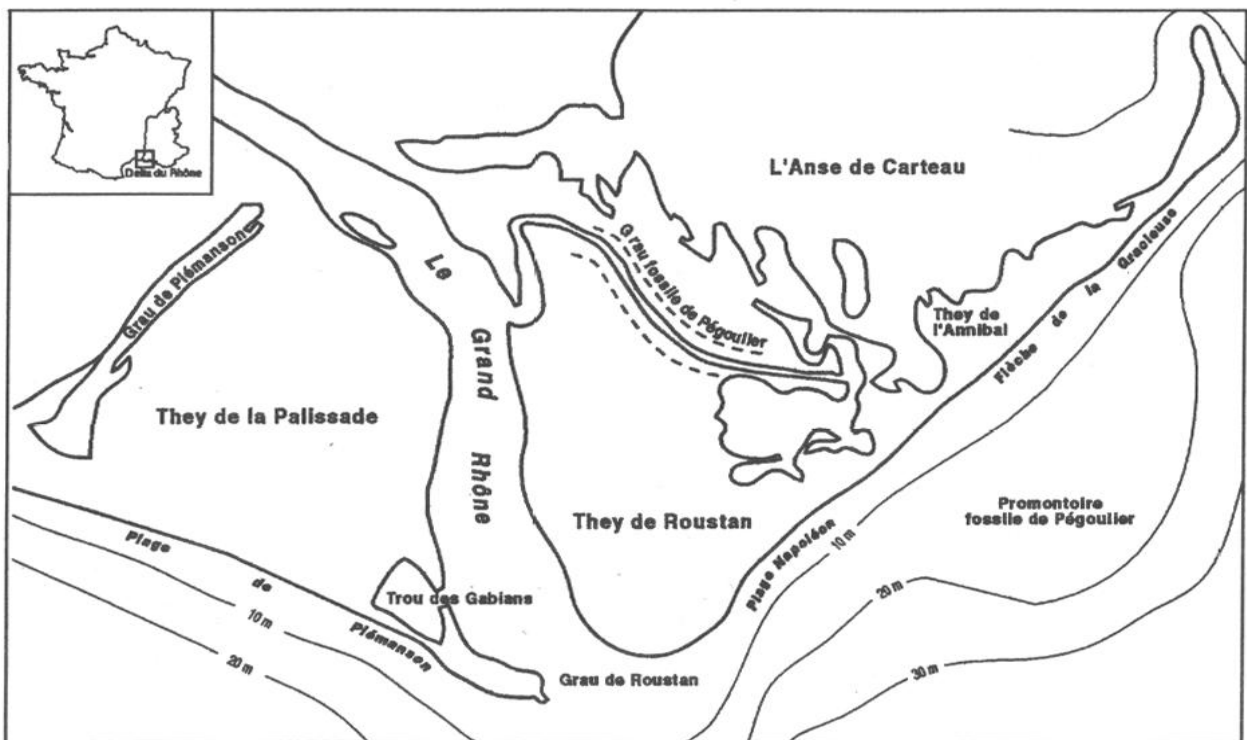 Delta du Rhône
L'Anse de Carteau
Grau de Piémanson
Le
Grand
Rhône
Grau fossile de Pégoulier
They de
l'Annibal
Flèche de la Gracieuse
They de la Palissade
They de Roustan
Promontoire
fossile de Pégoulier
Plage Napoléon
10 m
20 m
30 m
Plage de Piémanson
10 m
20 m
Trou des Gabians
Grau de Roustan